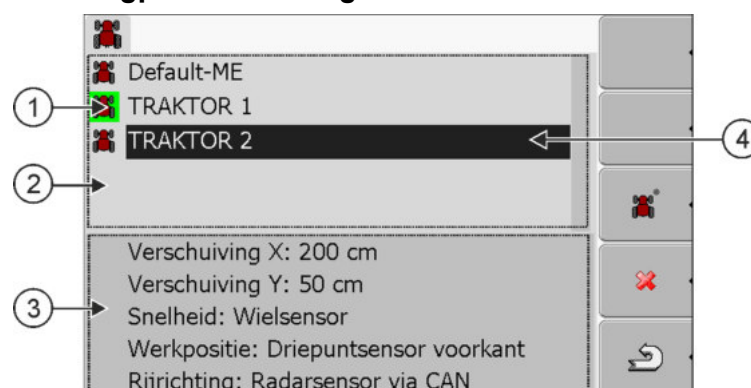 Default-ME
TRAKTOR 1
TRAKTOR 2
Verschuiving X: 200 cm
Verschuiving Y: 50 cm
Snelheid: Wielsensor
Werkpositie: Driepuntsensor voorkant
Rijrichting: Radarsensor via CAN
1
2
3
4